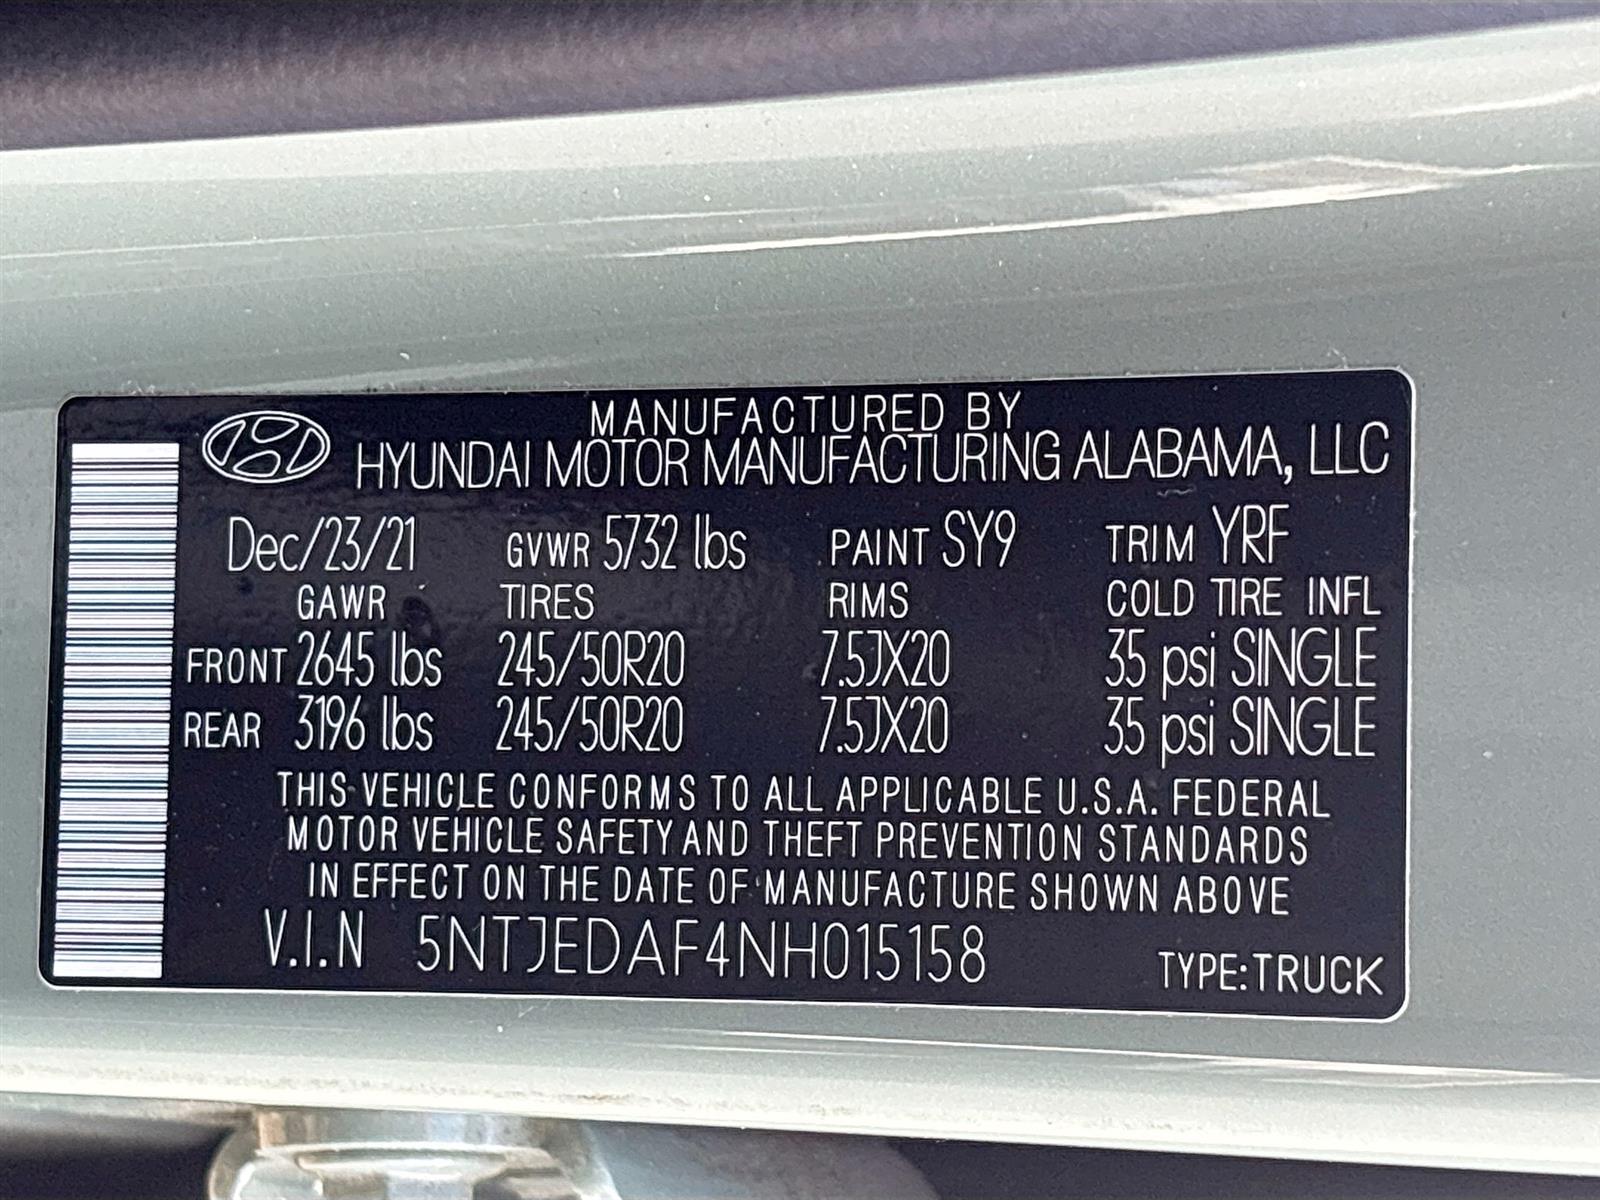 MANUFACTURED BY
HYUNDAI MOTOR MANUFACTURING ALABAMA, LLC
Dec/23/21 GVWR 5732 lbs PAINT SY9 TRIM YRF
GAWR TIRES RIMS COLD TIRE INFL
FRONT 2645 lbs 245/50R20 7.5JX20 35 psi SINGLE
REAR 3196 lbs 245/50R20 7.5JX20 35 psi SINGLE
THIS VEHICLE CONFORMS TO ALL APPLICABLE U.S.A. FEDERAL
MOTOR VEHICLE SAFETY AND THEFT PREVENTION STANDARDS
IN EFFECT ON THE DATE OF MANUFACTURE SHOWN ABOVE
V.I.N 5NTJEDAF4NH015158 TYPE:TRUCK